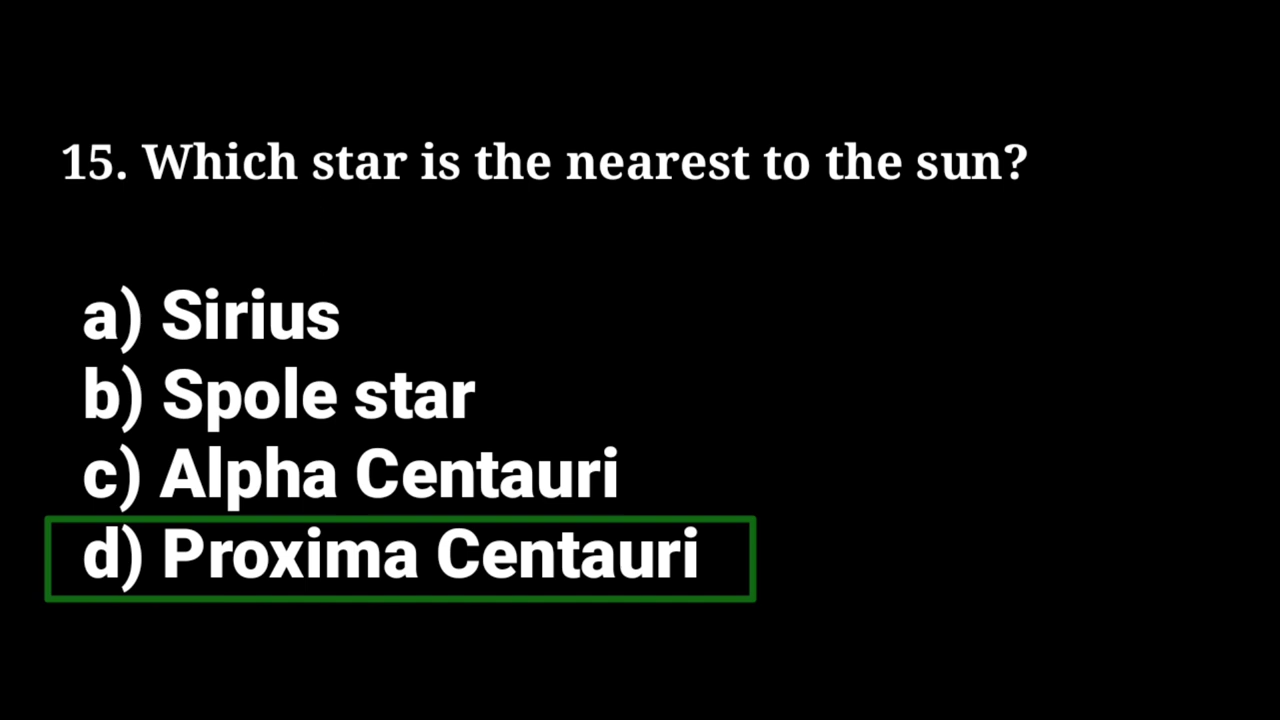 15. Which star is the nearest to the sun?
a) Sirius
b) Spole star
c) Alpha Centauri
d) Proxima Centauri